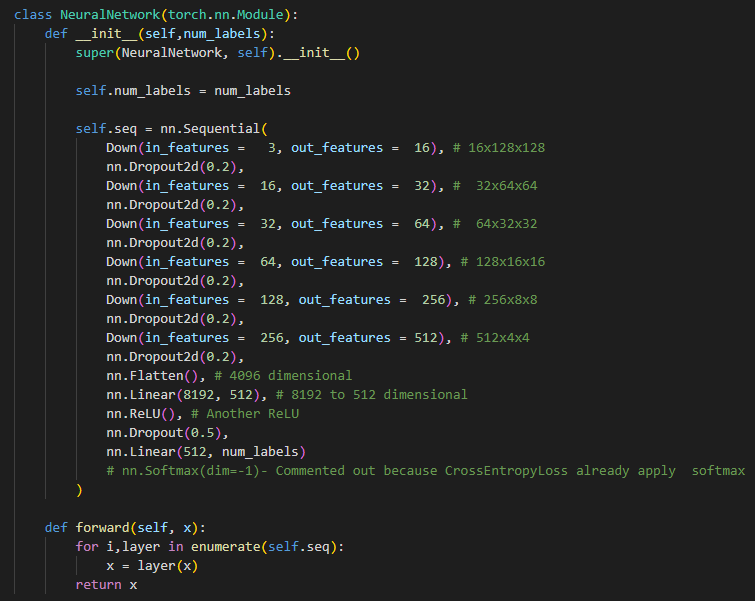 class NeuralNetwork(torch.nn.Module):
    def __init__(self,num_labels):
        super(NeuralNetwork, self).__init__()

        self.num_labels = num_labels

        self.seq = nn.Sequential(
            Down(in_features =   3, out_features =  16), # 16x128x128
            nn.Dropout2d(0.2),
            Down(in_features =  16, out_features =  32), #  32x64x64
            nn.Dropout2d(0.2),
            Down(in_features =  32, out_features =  64), #  64x32x32
            nn.Dropout2d(0.2),
            Down(in_features =  64, out_features =  128), # 128x16x16
            nn.Dropout2d(0.2),
            Down(in_features =  128, out_features =  256), # 256x8x8
            nn.Dropout2d(0.2),
            Down(in_features =  256, out_features = 512), # 512x4x4
            nn.Dropout2d(0.2),
            nn.Flatten(), # 4096 dimensional
            nn.Linear(8192, 512), # 8192 to 512 dimensional
            nn.ReLU(), # Another ReLU
            nn.Dropout(0.5),
            nn.Linear(512, num_labels)
            # nn.Softmax(dim=-1)- Commented out because CrossEntropyLoss already apply  softmax
        )

    def forward(self, x):
        for i,layer in enumerate(self.seq):
            x = layer(x)
        return x